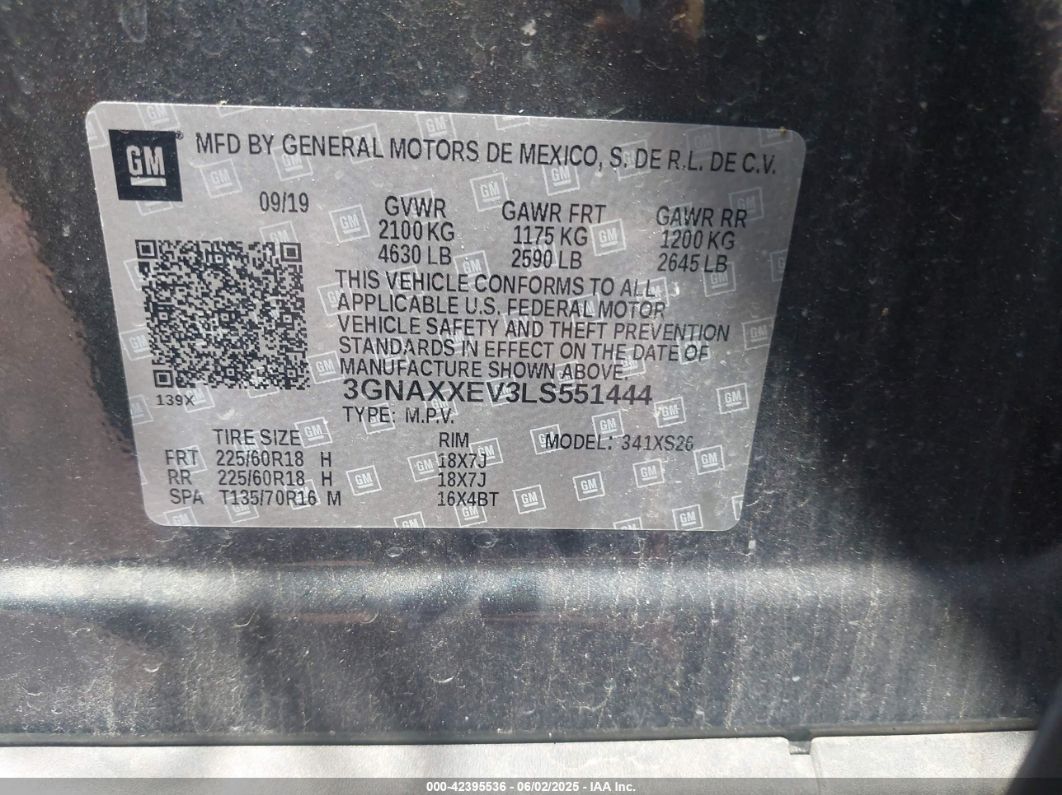 GM
MFD BY GENERAL MOTORS DE MEXICO, S. DE R.L. DE C.V.
09/19 GVWR GAWR FRT GAWR RR
2100 KG 1175 KG 1200 KG
4630 LB 2590 LB 2645 LB
THIS VEHICLE CONFORMS TO ALL
APPLICABLE U.S. FEDERAL MOTOR
VEHICLE SAFETY AND THEFT PREVENTION
STANDARDS IN EFFECT ON THE DATE OF
MANUFACTURE SHOWN ABOVE.
139X
3GNAXXEV3LS551444
TYPE: M.P.V.
TIRE SIZE RIM MODEL: 341XS26
FRT 225/60R18 H 18X7J
RR 225/60R18 H 18X7J
SPA T135/70R16 M 16X4BT
000-42395536 - 06/02/2025 - IAA Inc.